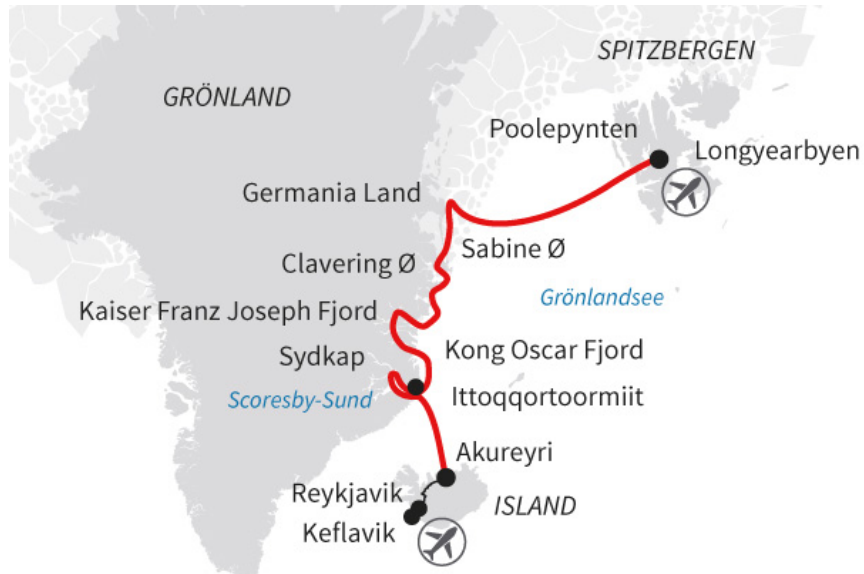 SPITZBERGEN
GRÖNLAND
Poolepynten
Longyearbyen
Germania Land
Sabine Ø
Clavering Ø
Grönlandsee
Kaiser Franz Joseph Fjord
Kong Oscar Fjord
Sydkap
Scoresby-Sund
Ittoqqortoormiit
Akureyri
Reykjavik
ISLAND
Keflavik